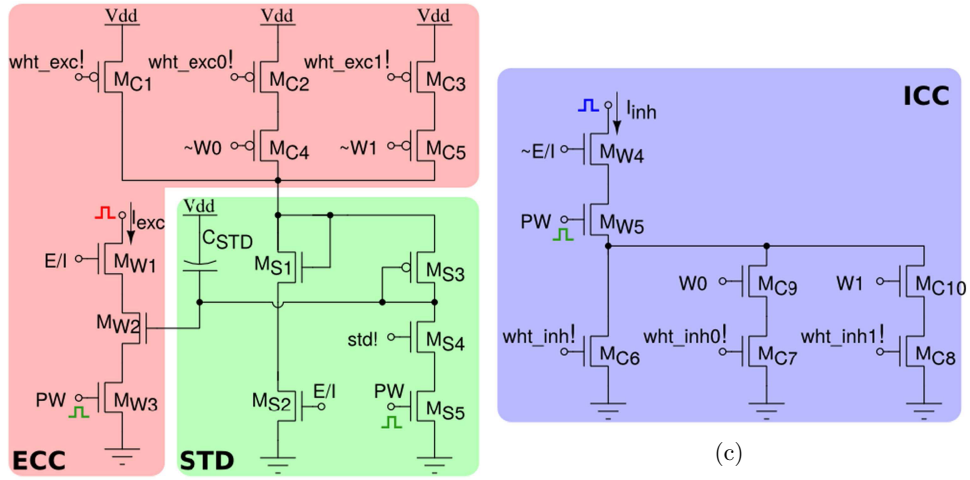 Vdd Vdd Vdd
wht_exc! wht_exc0! wht_exc1!
MC1 MC2 MC3
~W0 MC4 ~W1 MC5
Iexc
Vdd
CSTD
E/I MW1
MS1 MS3
MW2
std! MS4
PW MW3
MS2 E/I
PW MS5
ECC STD
ICC
Iinh
~E/I MW4
PW MW5
W0 MC9 W1 MC10
wht_inh! wht_inh0! wht_inh1!
MC6 MC7 MC8
(c)